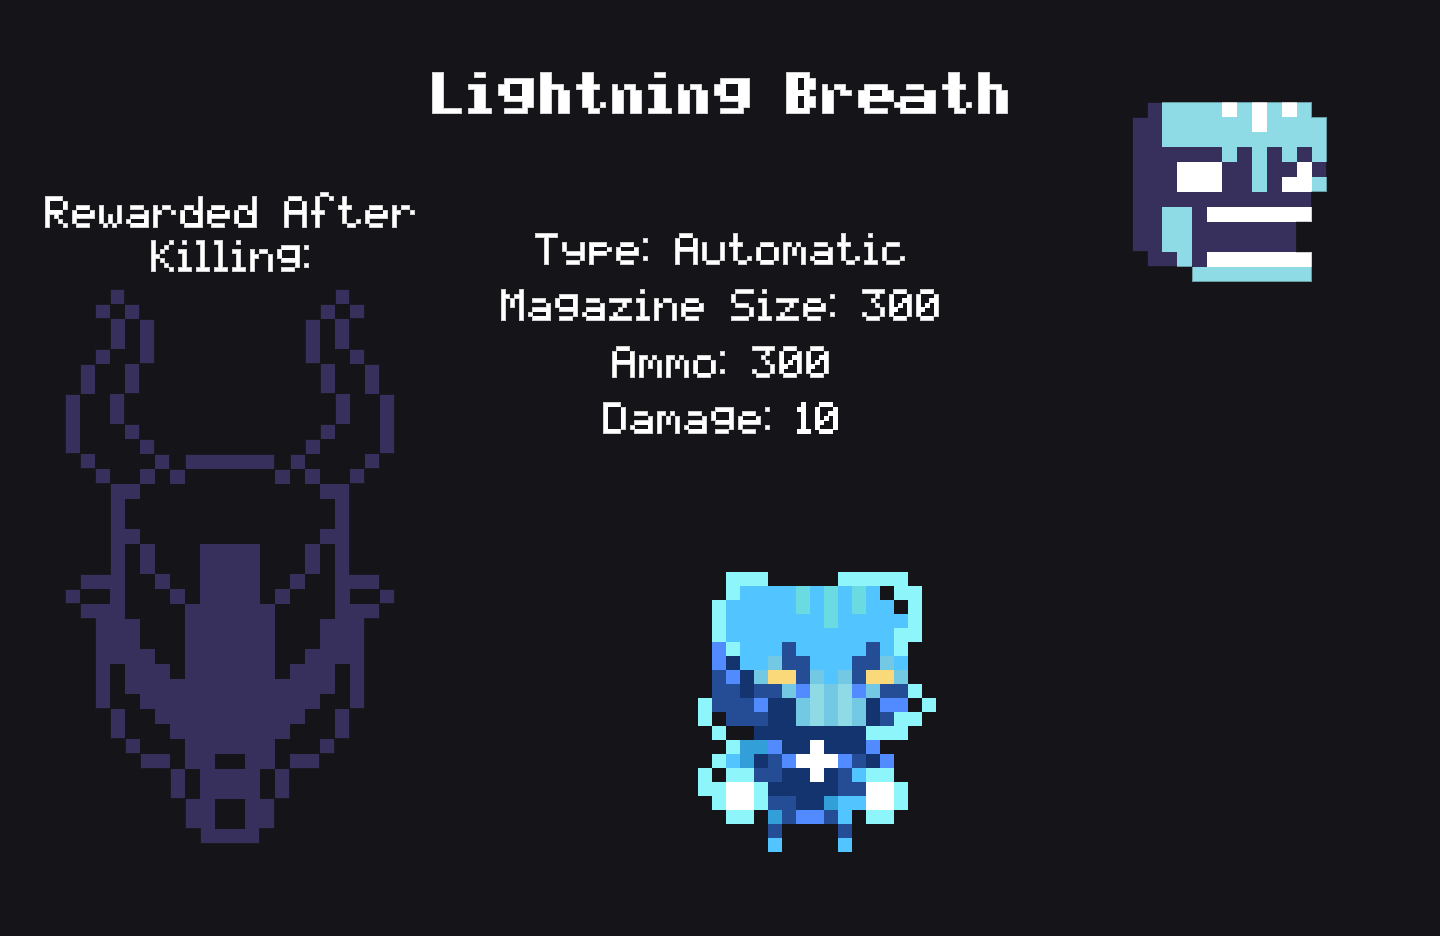 Lightning Breath
Rewarded After
Killing:
Type: Automatic
Magazine Size: 300
Ammo: 300
Damage: 10